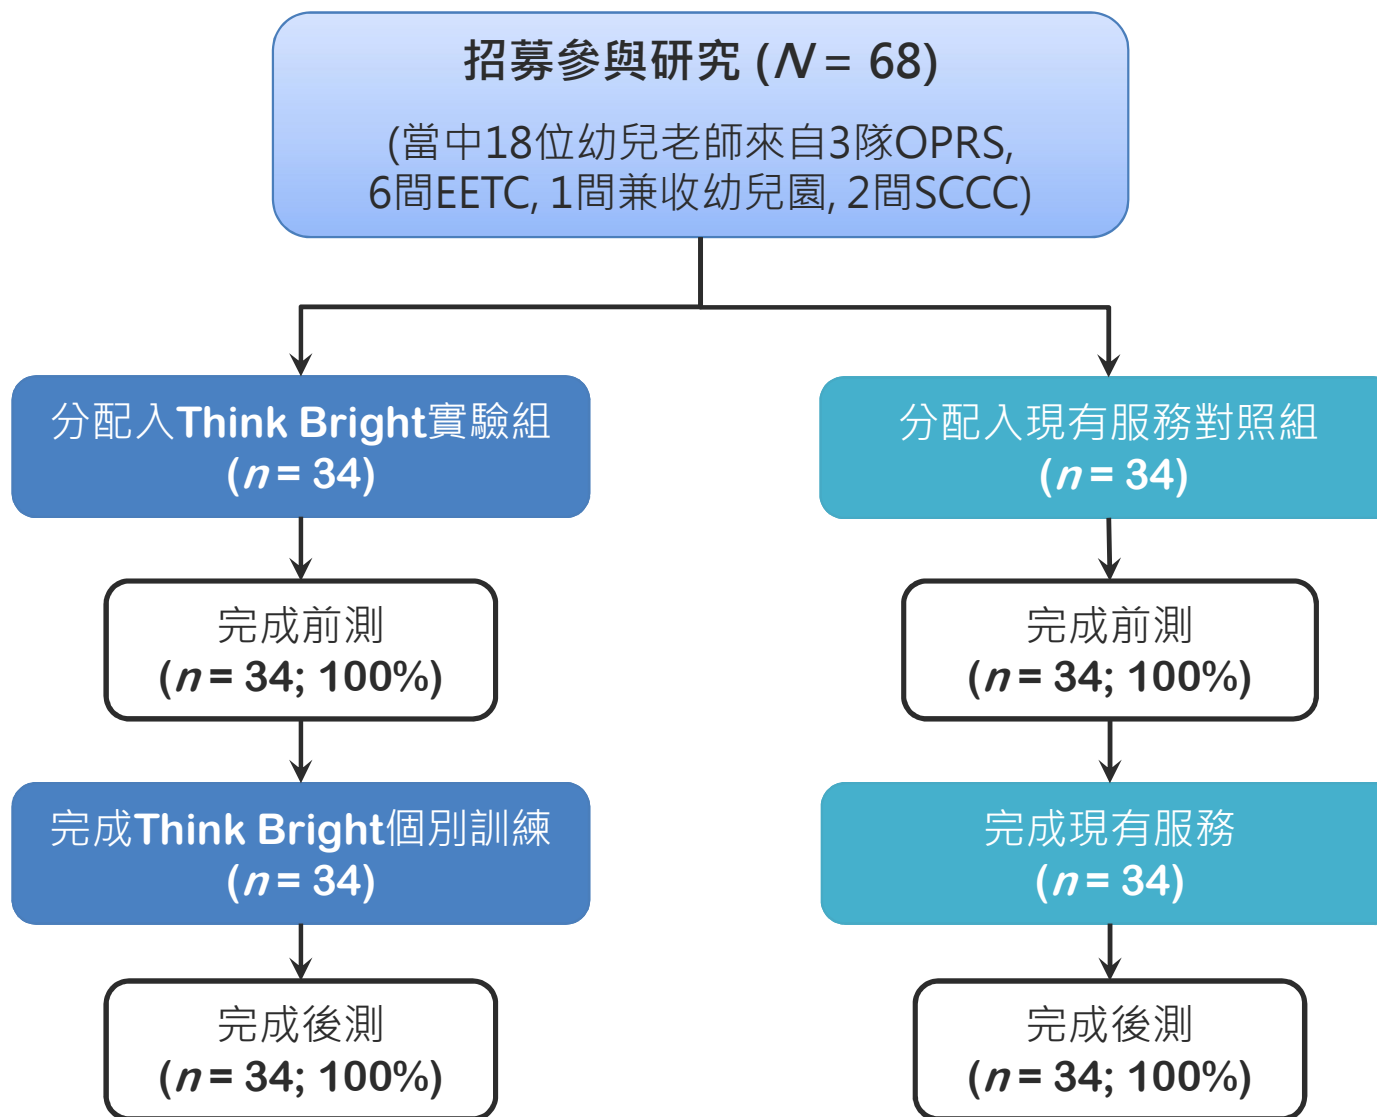 招募參與研究 (N = 68)
(當中18位幼兒老師來自3隊OPRS,
6間EETC, 1間兼收幼兒園, 2間SCCC)
分配入Think Bright實驗組
(n = 34)
分配入現有服務對照組
(n = 34)
完成前測
(n = 34; 100%)
完成前測
(n = 34; 100%)
完成Think Bright個別訓練
(n = 34)
完成現有服務
(n = 34)
完成後測
(n = 34; 100%)
完成後測
(n = 34; 100%)